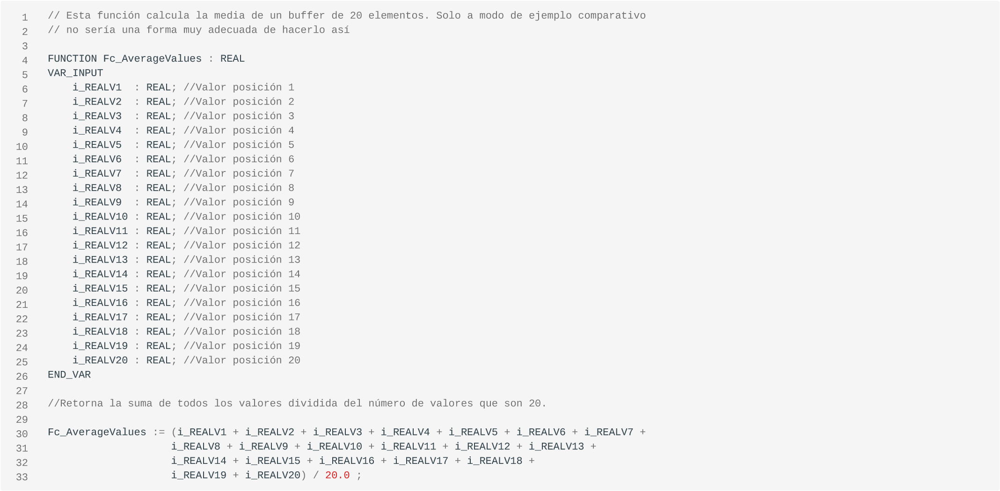 1 // Esta función calcula la media de un buffer de 20 elementos. Solo a modo de ejemplo comparativo
2 // no sería una forma muy adecuada de hacerlo así
3
4 FUNCTION Fc_AverageValues : REAL
5 VAR_INPUT
6     i_REALV1  : REAL; //Valor posición 1
7     i_REALV2  : REAL; //Valor posición 2
8     i_REALV3  : REAL; //Valor posición 3
9     i_REALV4  : REAL; //Valor posición 4
10     i_REALV5  : REAL; //Valor posición 5
11     i_REALV6  : REAL; //Valor posición 6
12     i_REALV7  : REAL; //Valor posición 7
13     i_REALV8  : REAL; //Valor posición 8
14     i_REALV9  : REAL; //Valor posición 9
15     i_REALV10 : REAL; //Valor posición 10
16     i_REALV11 : REAL; //Valor posición 11
17     i_REALV12 : REAL; //Valor posición 12
18     i_REALV13 : REAL; //Valor posición 13
19     i_REALV14 : REAL; //Valor posición 14
20     i_REALV15 : REAL; //Valor posición 15
21     i_REALV16 : REAL; //Valor posición 16
22     i_REALV17 : REAL; //Valor posición 17
23     i_REALV18 : REAL; //Valor posición 18
24     i_REALV19 : REAL; //Valor posición 19
25     i_REALV20 : REAL; //Valor posición 20
26 END_VAR
27
28 //Retorna la suma de todos los valores dividida del número de valores que son 20.
29
30 Fc_AverageValues := (i_REALV1 + i_REALV2 + i_REALV3 + i_REALV4 + i_REALV5 + i_REALV6 + i_REALV7 +
31                     i_REALV8 + i_REALV9 + i_REALV10 + i_REALV11 + i_REALV12 + i_REALV13 +
32                     i_REALV14 + i_REALV15 + i_REALV16 + i_REALV17 + i_REALV18 +
33                     i_REALV19 + i_REALV20) / 20.0 ;